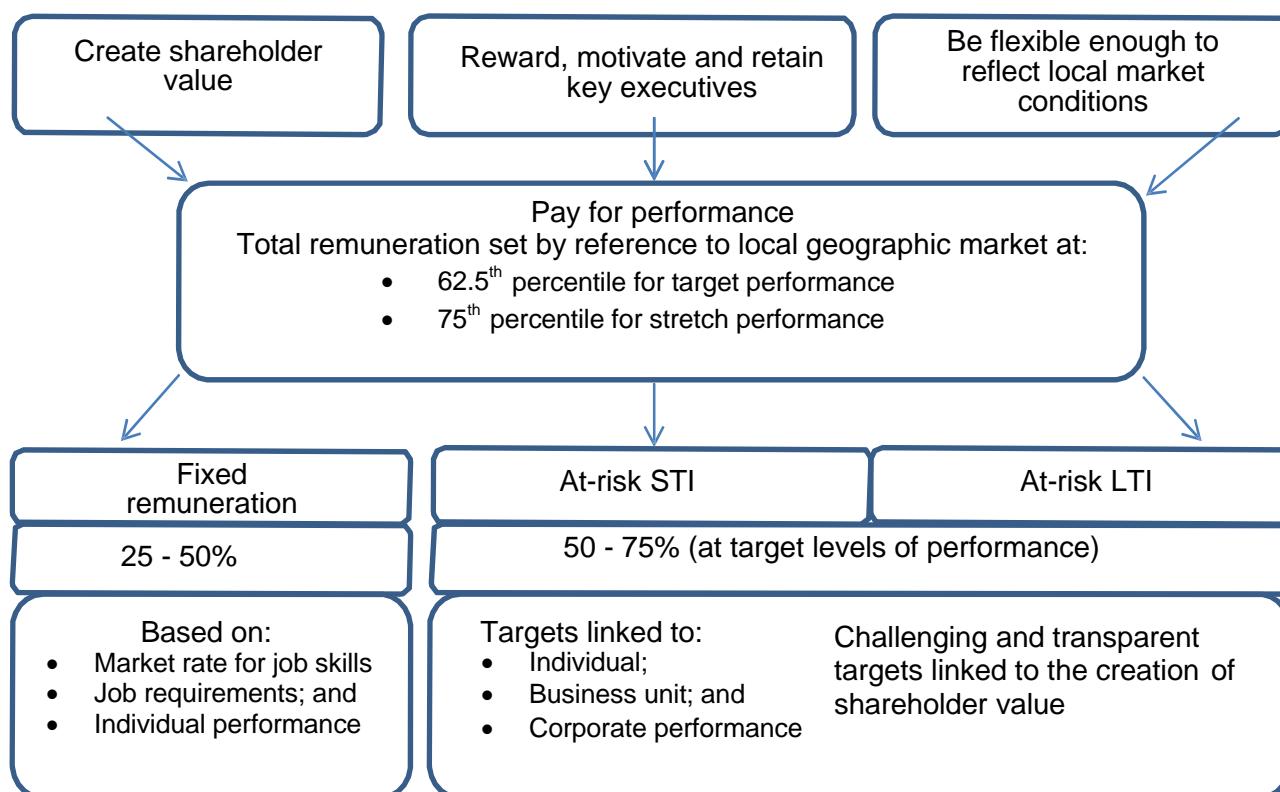 Create shareholder
value
Reward, motivate and retain
key executives
Be flexible enough to
reflect local market
conditions
Pay for performance
Total remuneration set by reference to local geographic market at:
• 62.5th percentile for target performance
• 75th percentile for stretch performance
Fixed
remuneration
At-risk STI
At-risk LTI
25 - 50%
50 - 75% (at target levels of performance)
Based on:
• Market rate for job skills
• Job requirements; and
• Individual performance
Targets linked to:
• Individual;
• Business unit; and
• Corporate performance
Challenging and transparent
targets linked to the creation of
shareholder value